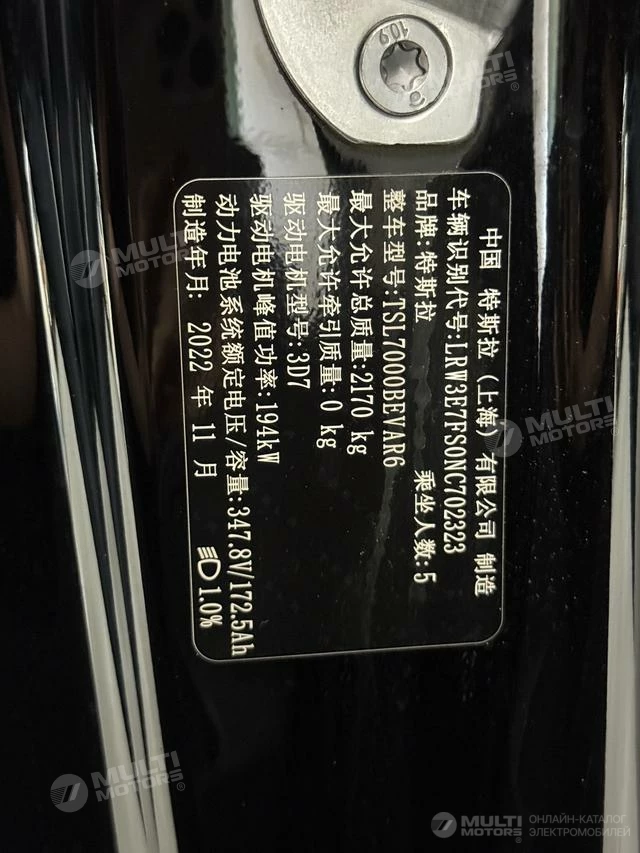 109
中国 特斯拉（上海）有限公司 制造
车辆识别代号:LRW3E7FS0NC702323
品牌:特斯拉 乘坐人数:5
整车型号:TSL7000BEVAR6
最大允许总质量:2170 kg
最大允许牵引质量:0 kg
驱动电机型号:3D7
驱动电机峰值功率:194kW
动力电池系统额定电压/容量:347.8V/172.5Ah
制造年月: 2022 年 11 月 1.0%
MULTI MOTORS®
MULTI MOTORS®
MULTI MOTORS®
MULTI MOTORS®
MULTI MOTORS® ОНЛАЙН-КАТАЛОГ ЭЛЕКТРОМОБИЛЕЙ